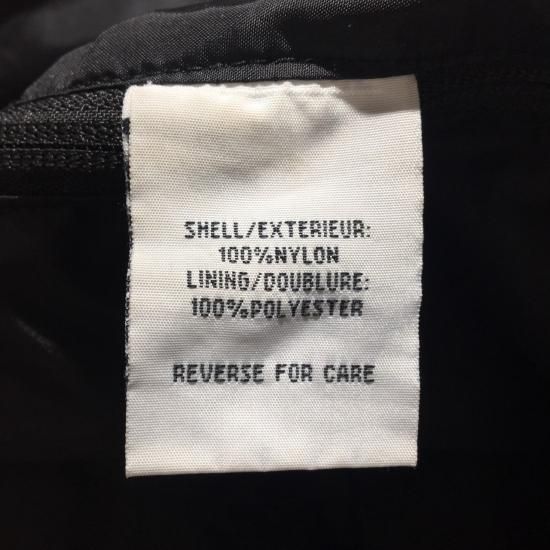 SHELL/EXTERIEUR:
100%NYLON
LINING/DOUBLURE:
100%POLYESTER
REVERSE FOR CARE